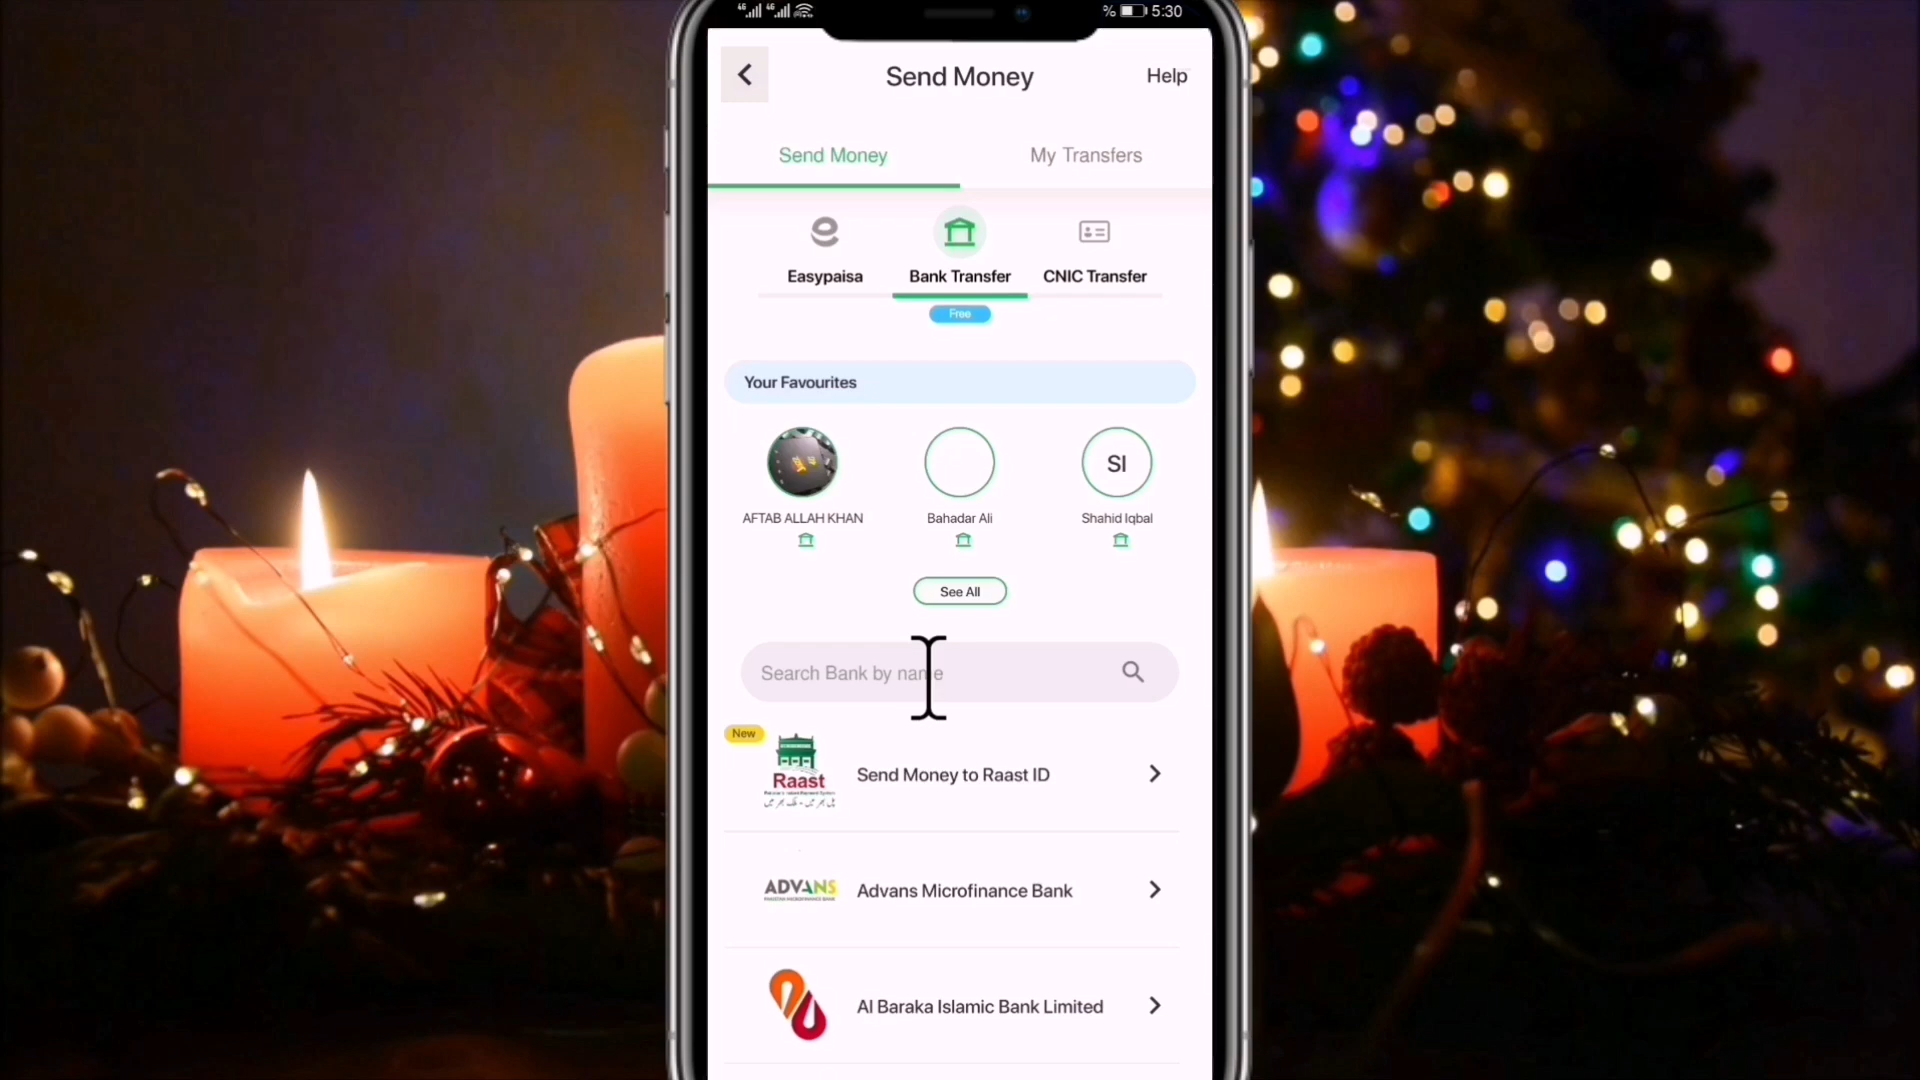 4G 4G % 5:30
Send Money
Help
Send Money
My Transfers
Easypaisa
Bank Transfer
CNIC Transfer
Free
Your Favourites
SI
AFTAB ALLAH KHAN
Bahadar Ali
Shahid Iqbal
See All
Search Bank by name
New
Raast
Send Money to Raast ID
ADVANS
Advans Microfinance Bank
Al Baraka Islamic Bank Limited